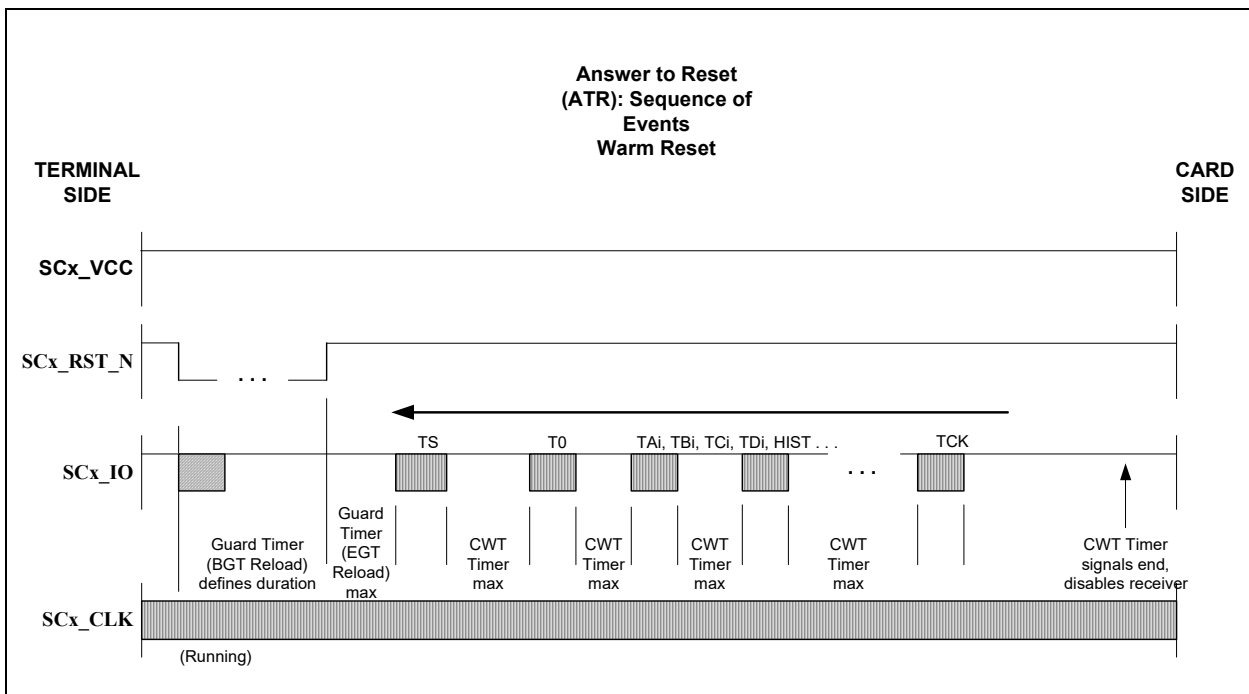 Answer to Reset
(ATR): Sequence of
Events
Warm Reset
TERMINAL
SIDE
CARD
SIDE
SCx_VCC
SCx_RST_N
. . .
SCx_IO
TS
T0
TAi, TBi, TCi, TDi, HIST . . .
TCK
. . .
Guard Timer
(BGT Reload)
defines duration
Guard
Timer
(EGT
Reload)
max
CWT
Timer
max
CWT
Timer
max
CWT
Timer
max
CWT
Timer
max
CWT Timer
signals end,
disables receiver
SCx_CLK
(Running)